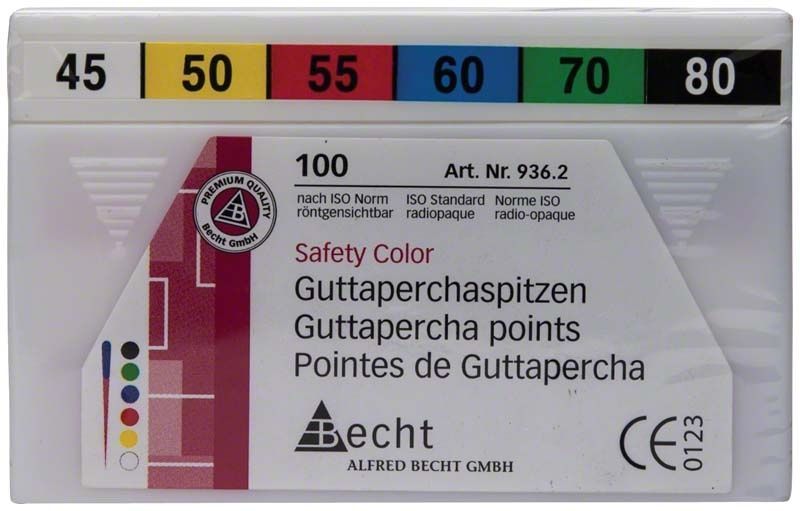 45 50 55 60 70 80
100 Art. Nr. 936.2
nach ISO Norm ISO Standard Norme ISO
röntgensichtbar radiopaque radio-opaque
PREMIUM QUALITY
B
Becht GmbH
Safety Color
Guttaperchaspitzen
Guttapercha points
Pointes de Guttapercha
Becht
ALFRED BECHT GMBH
CE 0123